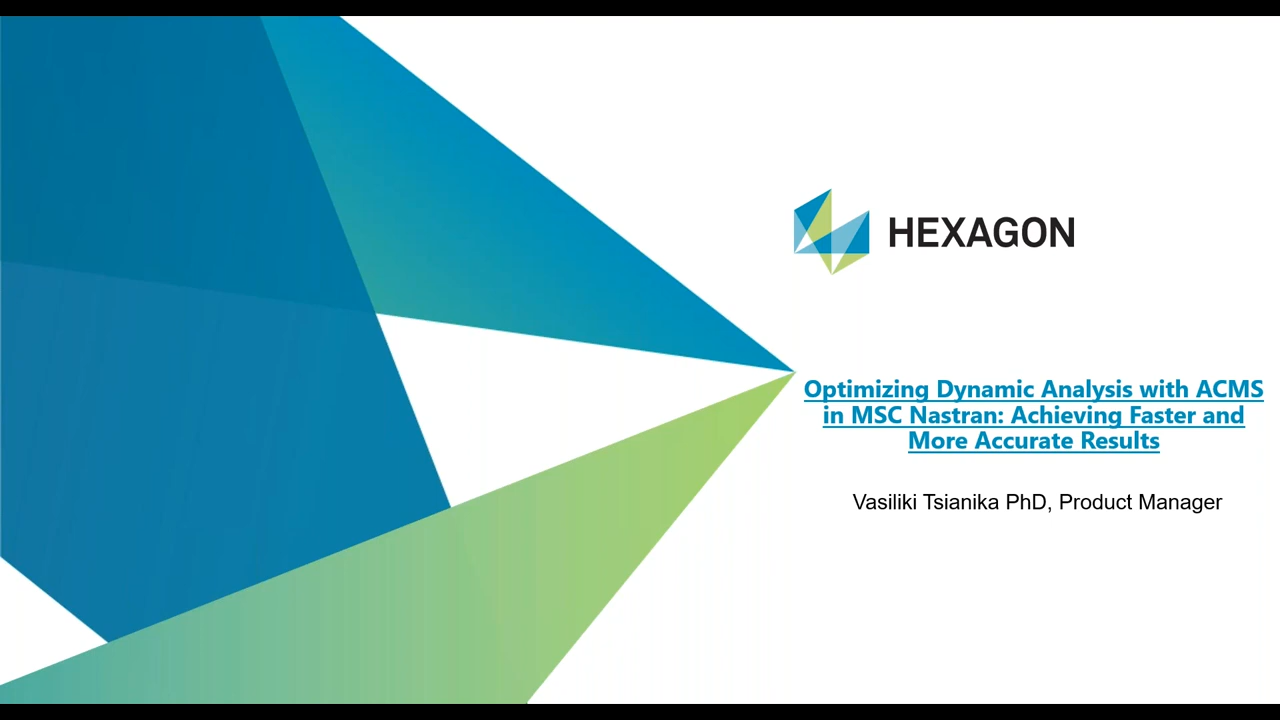 HEXAGON
Optimizing Dynamic Analysis with ACMS
in MSC Nastran: Achieving Faster and
More Accurate Results
Vasiliki Tsianika PhD, Product Manager